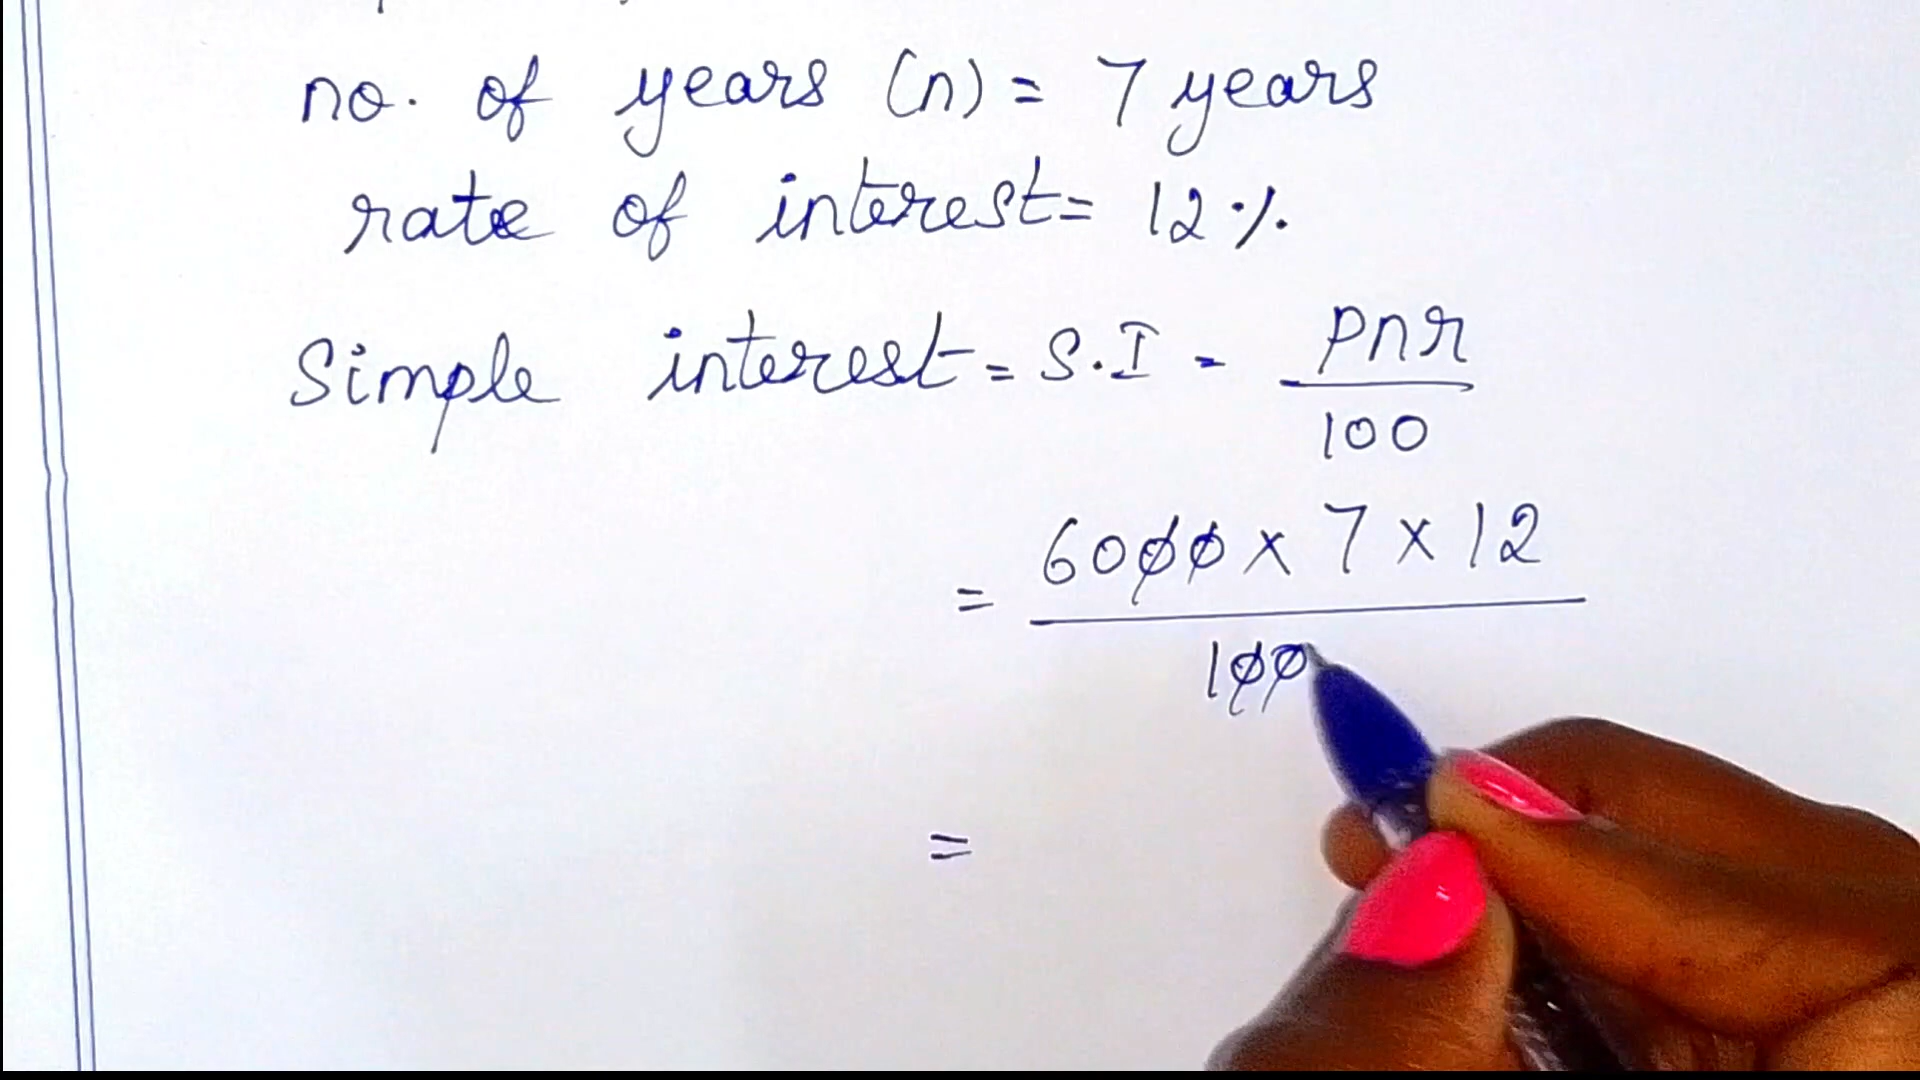 no. of years (n) = 7 years
rate of interest = 12%
Simple interest = S.I = pnr
100
= 6000 x 7 x 12
100
=